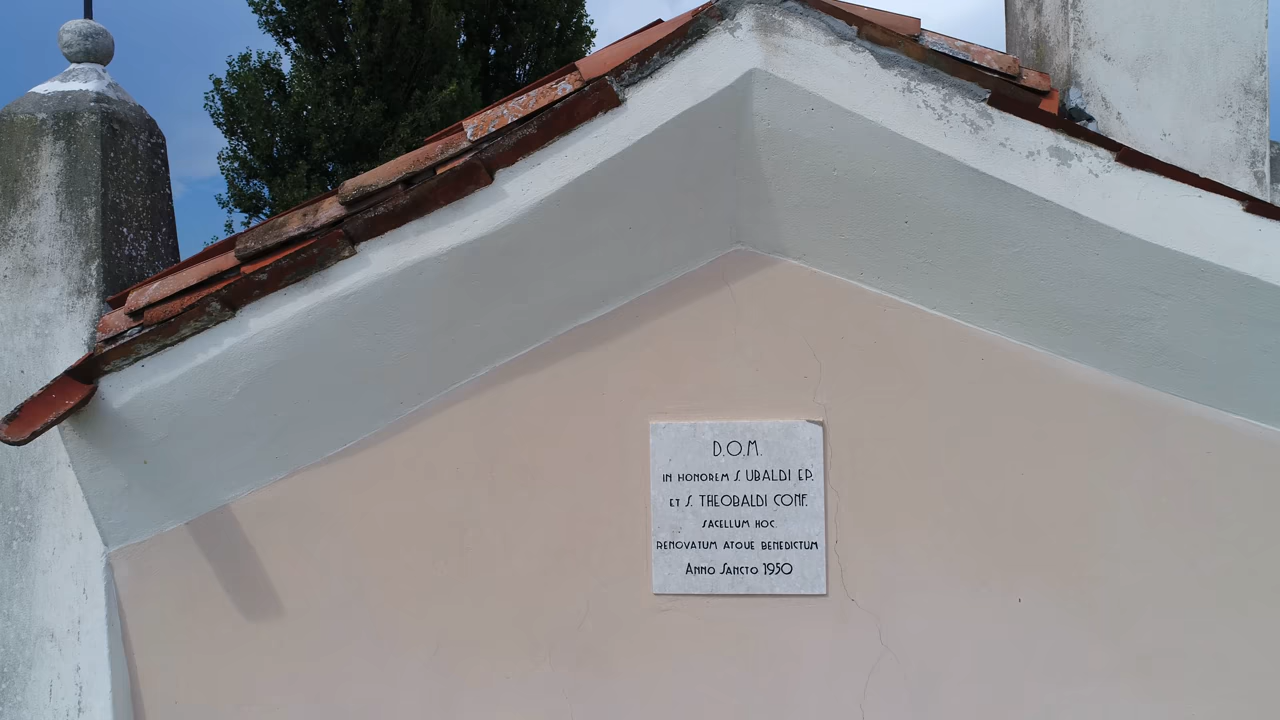 D.O.M.
IN HONOREM S. UBALDI EP.
ET S. THEOBALDI CONF.
SACELLUM HOC
RENOVATUM ATQUE BENEDICTUM
ANNO SANCTO 1950